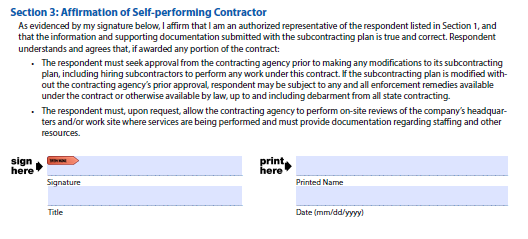 Section 3: Affirmation of Self-performing Contractor
As evidenced by my signature below, I affirm that I am an authorized representative of the respondent listed in Section 1, and
that the information and supporting documentation submitted with the subcontracting plan is true and correct. Respondent
understands and agrees that, if awarded any portion of the contract:
• The respondent must seek approval from the contracting agency prior to making any modifications to its subcontracting
plan, including hiring subcontractors to perform any work under this contract. If the subcontracting plan is modified with-
out the contracting agency's prior approval, respondent may be subject to any and all enforcement remedies available
under the contract or otherwise available by law, up to and including debarment from all state contracting.
• The respondent must, upon request, allow the contracting agency to perform on-site reviews of the company's headquar-
ters and/or work site where services are being performed and must provide documentation regarding staffing and other
resources.
sign
here
print
here
Signature
Printed Name
Title
Date (mm/dd/yyyy)